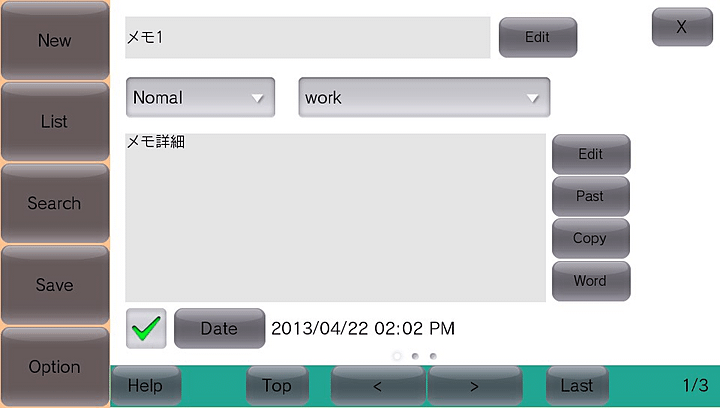 New
メモ1
Edit
X
Nomal
work
List
メモ詳細
Edit
Search
Past
Copy
Save
Word
Date
2013/04/22 02:02 PM
Option
Help
Top
<
>
Last
1/3